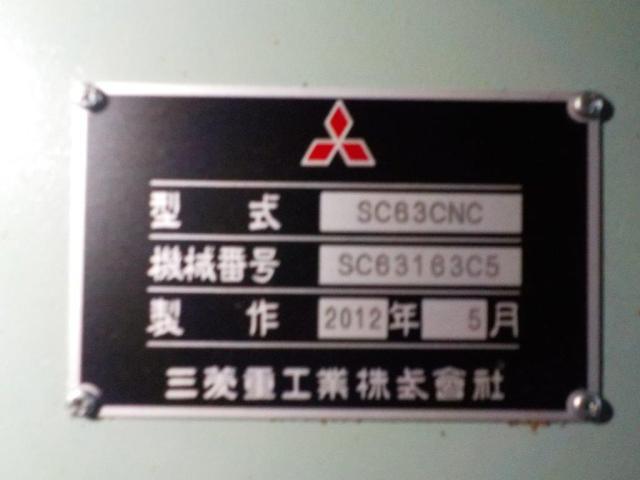 型式 SC63CNC
機械番号 SC63163C5
製作 2012年 5月
三菱重工業株式會社